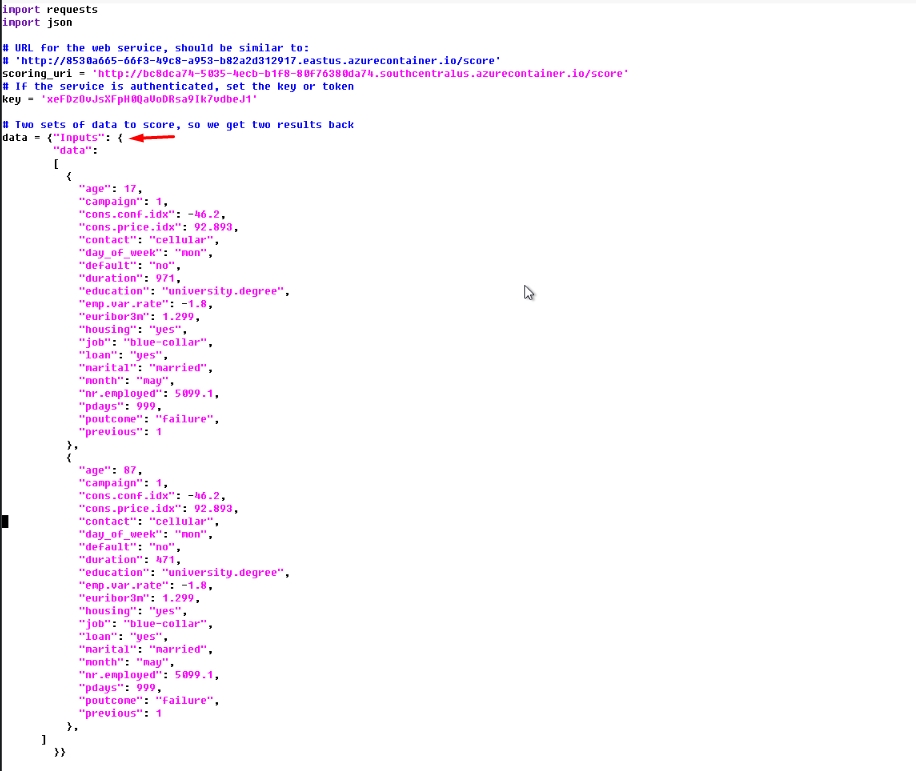 import requests
import json
# URL for the web service, should be similar to:
# 'http://8530a665-66f3-49c8-a953-b82a2d312917.eastus.azurecontainer.io/score'
scoring_uri = 'http://bc8dca74-5035-4ecb-b1f8-80f76380da74.southcentralus.azurecontainer.io/score'
# If the service is authenticated, set the key or token
key = 'xeFDzOvJsXFpH0QaVoDRsa9Ik7vdbeJ1'
# Two sets of data to score, so we get two results back
data = {"Inputs": {
"data":
[
{
"age": 17,
"campaign": 1,
"cons.conf.idx": -46.2,
"cons.price.idx": 92.893,
"contact": "cellular",
"day_of_week": "mon",
"default": "no",
"duration": 971,
"education": "university.degree",
"emp.var.rate": -1.8,
"euribor3m": 1.299,
"housing": "yes",
"job": "blue-collar",
"loan": "yes",
"marital": "married",
"month": "may",
"nr.employed": 5099.1,
"pdays": 999,
"poutcome": "failure",
"previous": 1
},
{
"age": 87,
"campaign": 1,
"cons.conf.idx": -46.2,
"cons.price.idx": 92.893,
"contact": "cellular",
"day_of_week": "mon",
"default": "no",
"duration": 471,
"education": "university.degree",
"emp.var.rate": -1.8,
"euribor3m": 1.299,
"housing": "yes",
"job": "blue-collar",
"loan": "yes",
"marital": "married",
"month": "may",
"nr.employed": 5099.1,
"pdays": 999,
"poutcome": "failure",
"previous": 1
},
]
}}